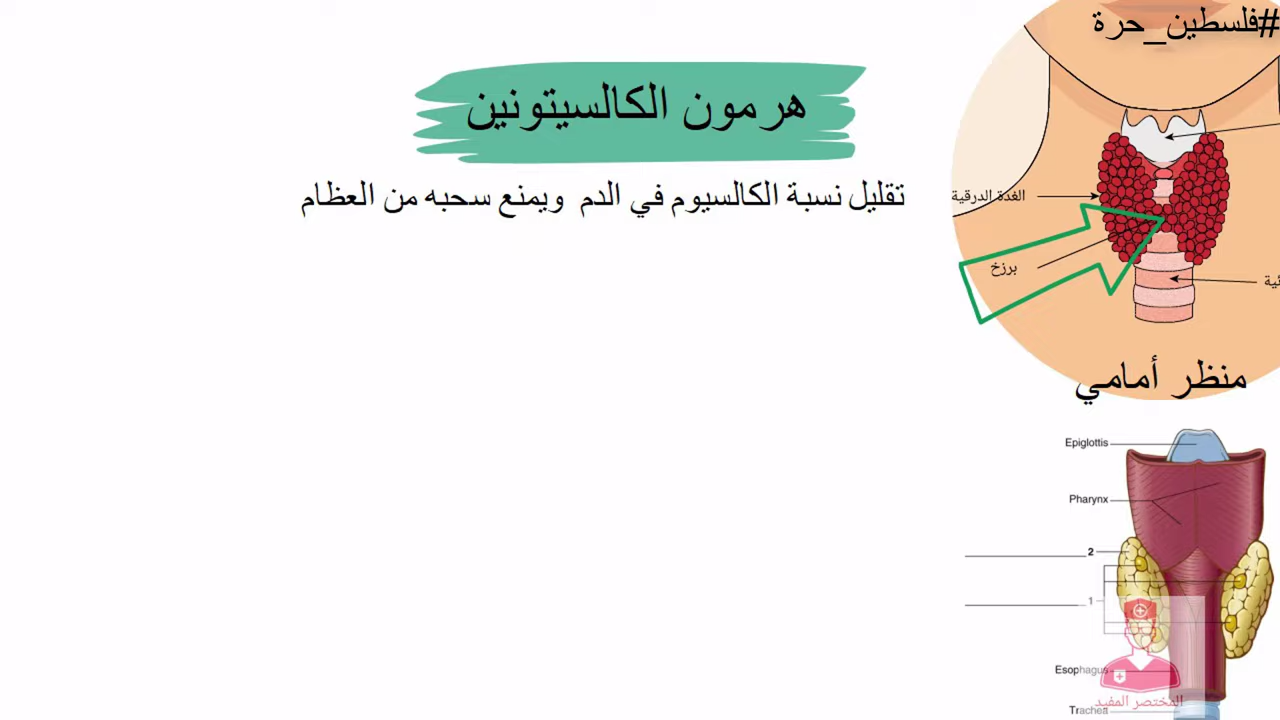 #فلسطين_حرة
هرمون الكالسيتونين
تقليل نسبة الكالسيوم في الدم ويمنع سحبه من العظام
الغدة الدرقية
برزخ
منظر أمامي
Epiglottis
Pharynx
2
1
Esophagus
Trachea
المختصر المفيد